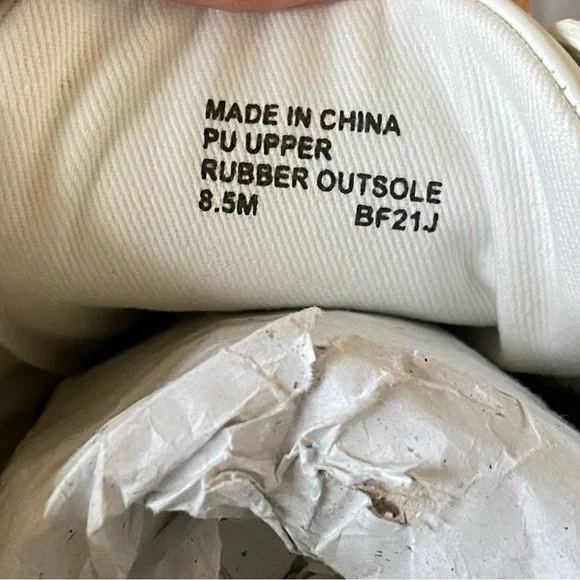 MADE IN CHINA
PU UPPER
RUBBER OUTSOLE
8.5M BF21J